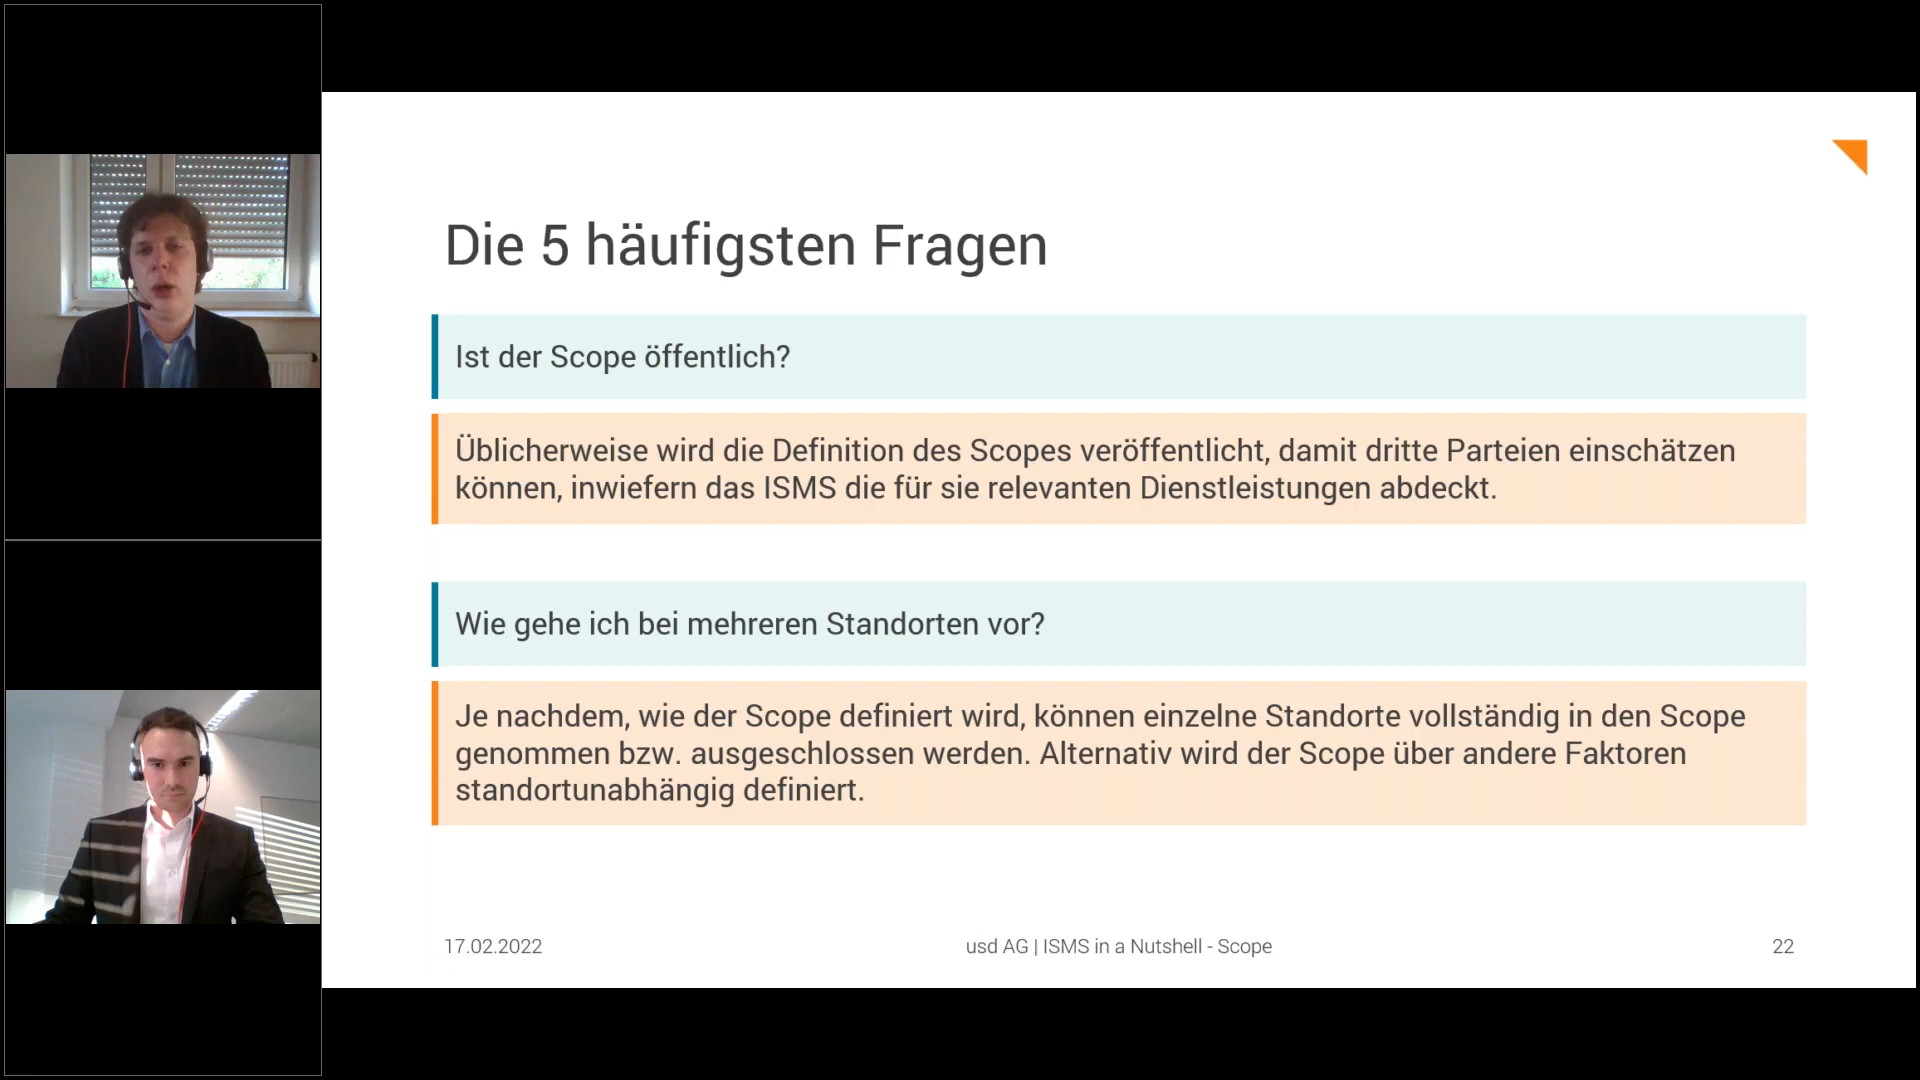 Die 5 häufigsten Fragen
Ist der Scope öffentlich?
Üblicherweise wird die Definition des Scopes veröffentlicht, damit dritte Parteien einschätzen
können, inwiefern das ISMS die für sie relevanten Dienstleistungen abdeckt.
Wie gehe ich bei mehreren Standorten vor?
Je nachdem, wie der Scope definiert wird, können einzelne Standorte vollständig in den Scope
genommen bzw. ausgeschlossen werden. Alternativ wird der Scope über andere Faktoren
standortunabhängig definiert.
17.02.2022
usd AG | ISMS in a Nutshell - Scope
22